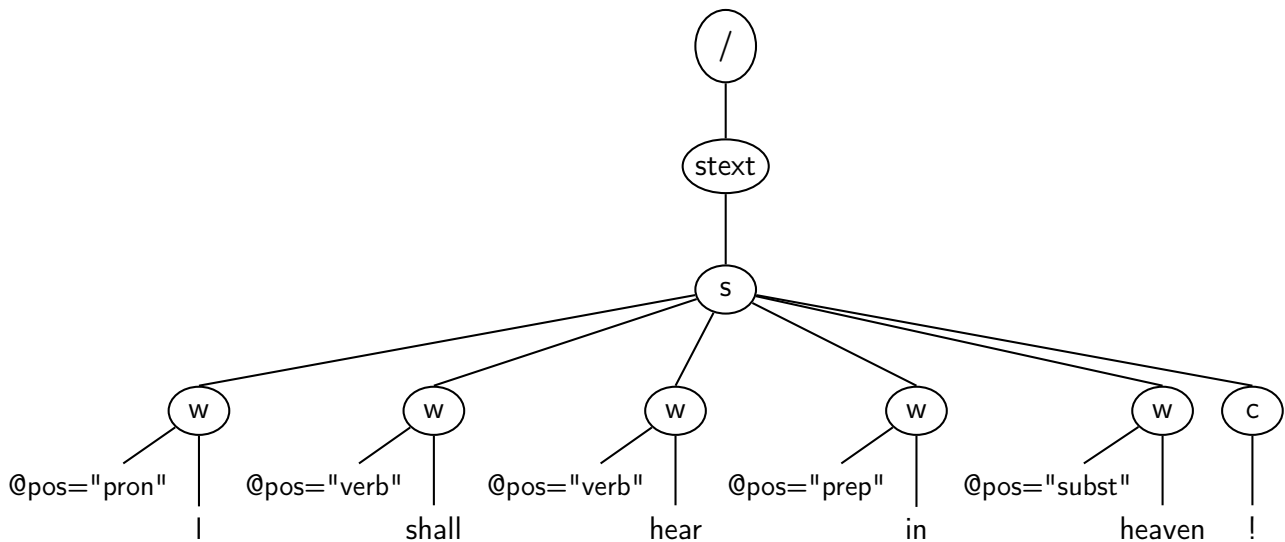 /
stext
s
w w w w w c
@pos="pron" @pos="verb" @pos="verb" @pos="prep" @pos="subst"
I shall hear in heaven !